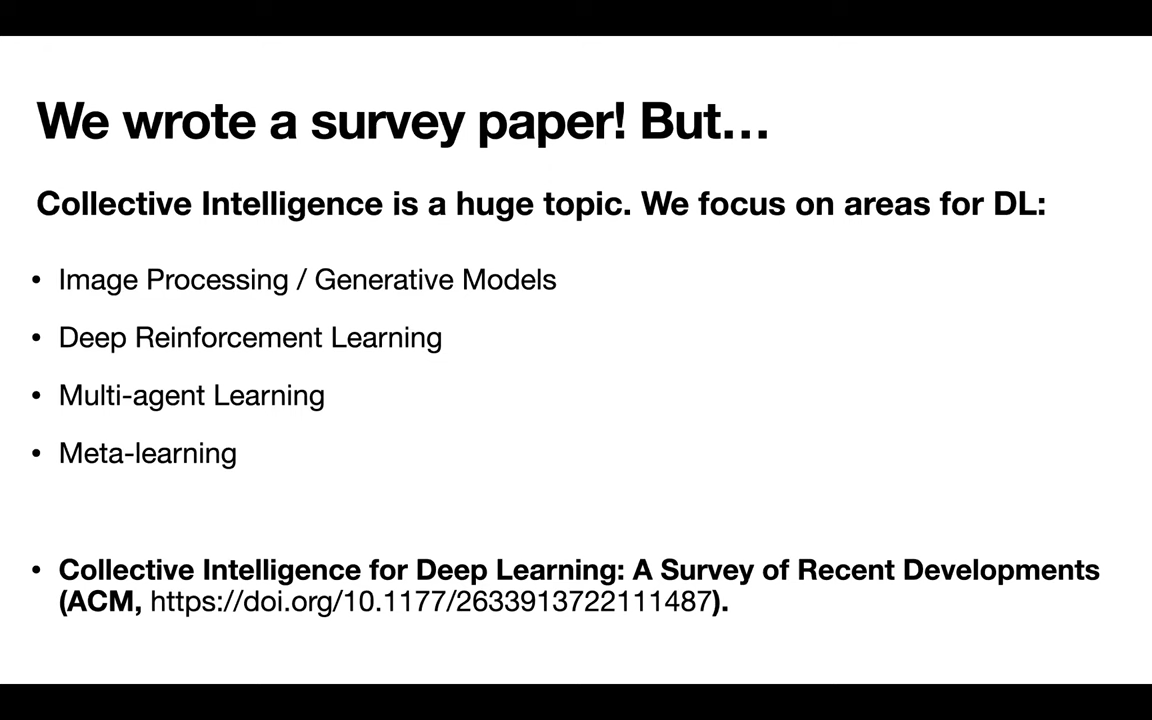 We wrote a survey paper! But…
Collective Intelligence is a huge topic. We focus on areas for DL:
• Image Processing / Generative Models
• Deep Reinforcement Learning
• Multi-agent Learning
• Meta-learning
• Collective Intelligence for Deep Learning: A Survey of Recent Developments
(ACM, https://doi.org/10.1177/2633913722111487).